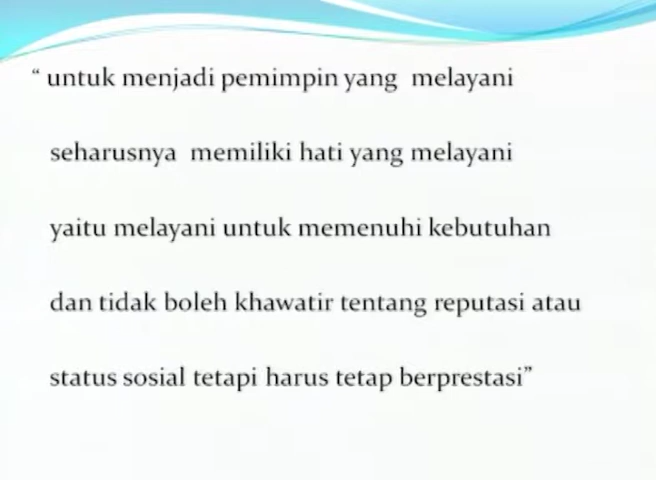 “ untuk menjadi pemimpin yang melayani
seharusnya memiliki hati yang melayani
yaitu melayani untuk memenuhi kebutuhan
dan tidak boleh khawatir tentang reputasi atau
status sosial tetapi harus tetap berprestasi”